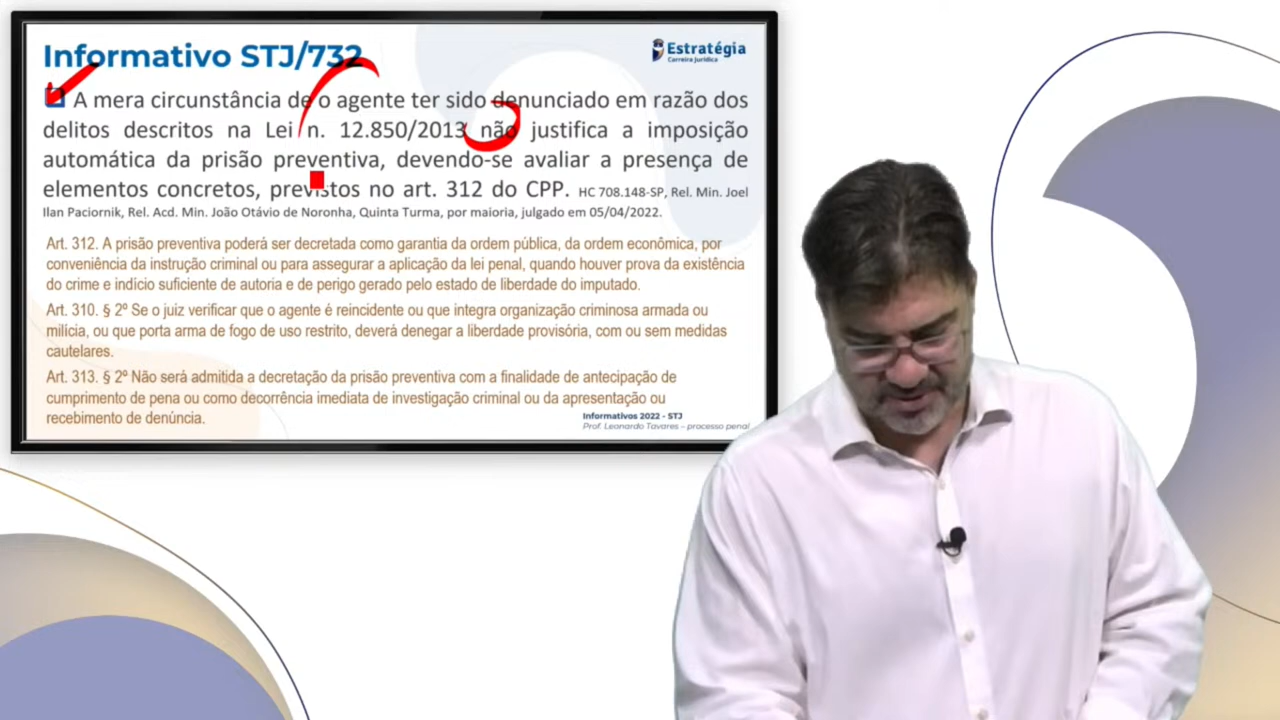 Informativo STJ/732
Estratégia
Carreira Jurídica
A mera circunstância de o agente ter sido denunciado em razão dos
delitos descritos na Lei n. 12.850/2013 não justifica a imposição
automática da prisão preventiva, devendo-se avaliar a presença de
elementos concretos, previstos no art. 312 do CPP. HC 708.148-SP, Rel. Min. Joel
Ilan Paciornik, Rel. Acd. Min. João Otávio de Noronha, Quinta Turma, por maioria, julgado em 05/04/2022.
Art. 312. A prisão preventiva poderá ser decretada como garantia da ordem pública, da ordem econômica, por
conveniência da instrução criminal ou para assegurar a aplicação da lei penal, quando houver prova da existência
do crime e indício suficiente de autoria e de perigo gerado pelo estado de liberdade do imputado.
Art. 310. § 2º Se o juiz verificar que o agente é reincidente ou que integra organização criminosa armada ou
milícia, ou que porta arma de fogo de uso restrito, deverá denegar a liberdade provisória, com ou sem medidas
cautelares.
Art. 313. § 2º Não será admitida a decretação da prisão preventiva com a finalidade de antecipação de
cumprimento de pena ou como decorrência imediata de investigação criminal ou da apresentação ou
recebimento de denúncia.
Informativos 2022 - STJ
Prof. Leonardo Tavares – processo penal